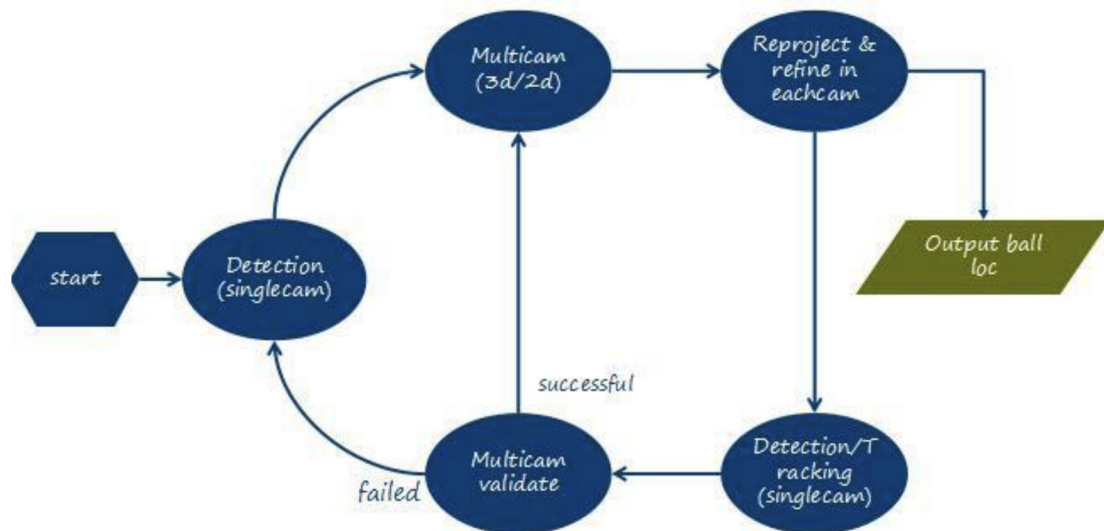 Multicam
(3d/2d)
Reproject &
refine in
eachcam
start
Detection
(singlecam)
Output ball
loc
successful
failed
Multicam
validate
Detection/T
racking
(singlecam)